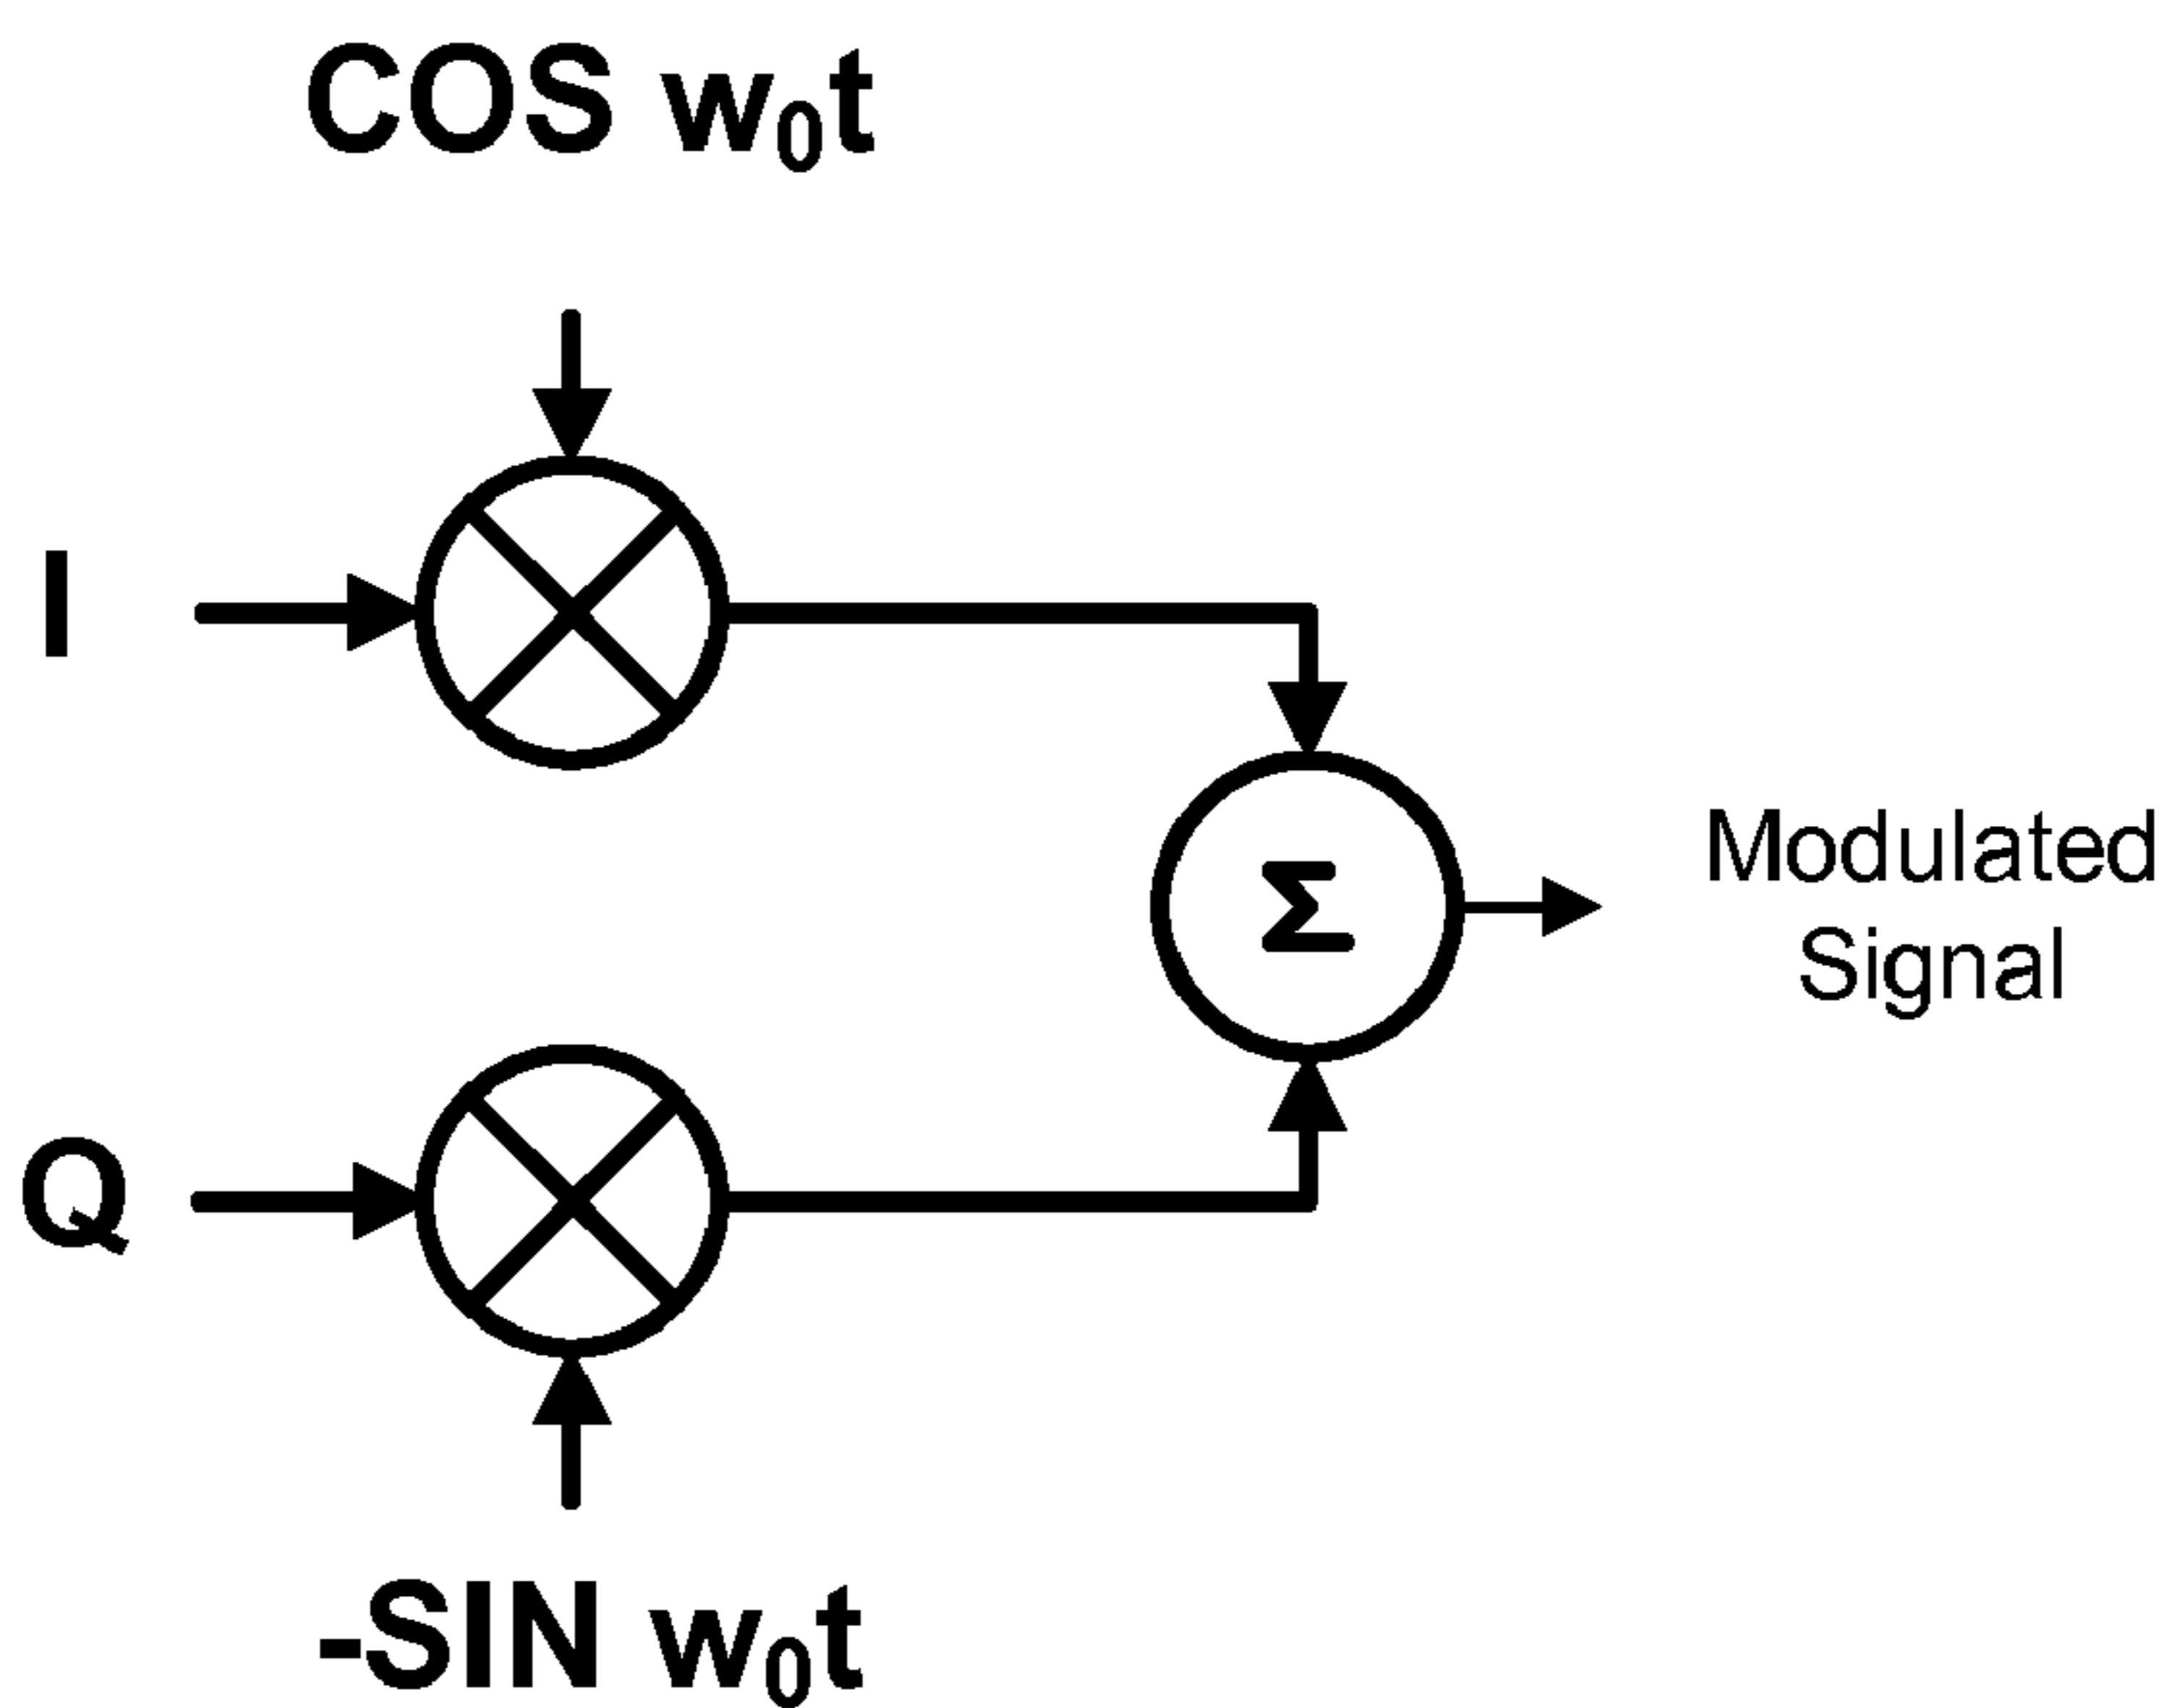 COS w₀t
I
Σ
Modulated
Signal
Q
-SIN w₀t